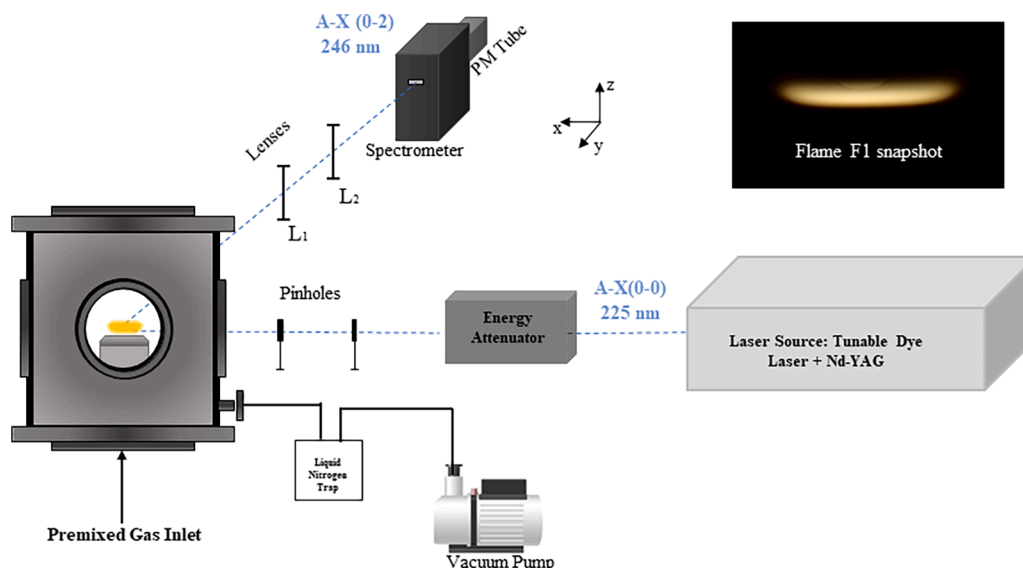 A-X (0-2)
246 nm
PM Tube
Spectrometer
Lenses
L1
L2
x
z
y
Flame F1 snapshot
Pinholes
Energy
Attenuator
A-X(0-0)
225 nm
Laser Source: Tunable Dye
Laser + Nd-YAG
Liquid
Nitrogen
Trap
Premixed Gas Inlet
Vacuum Pump